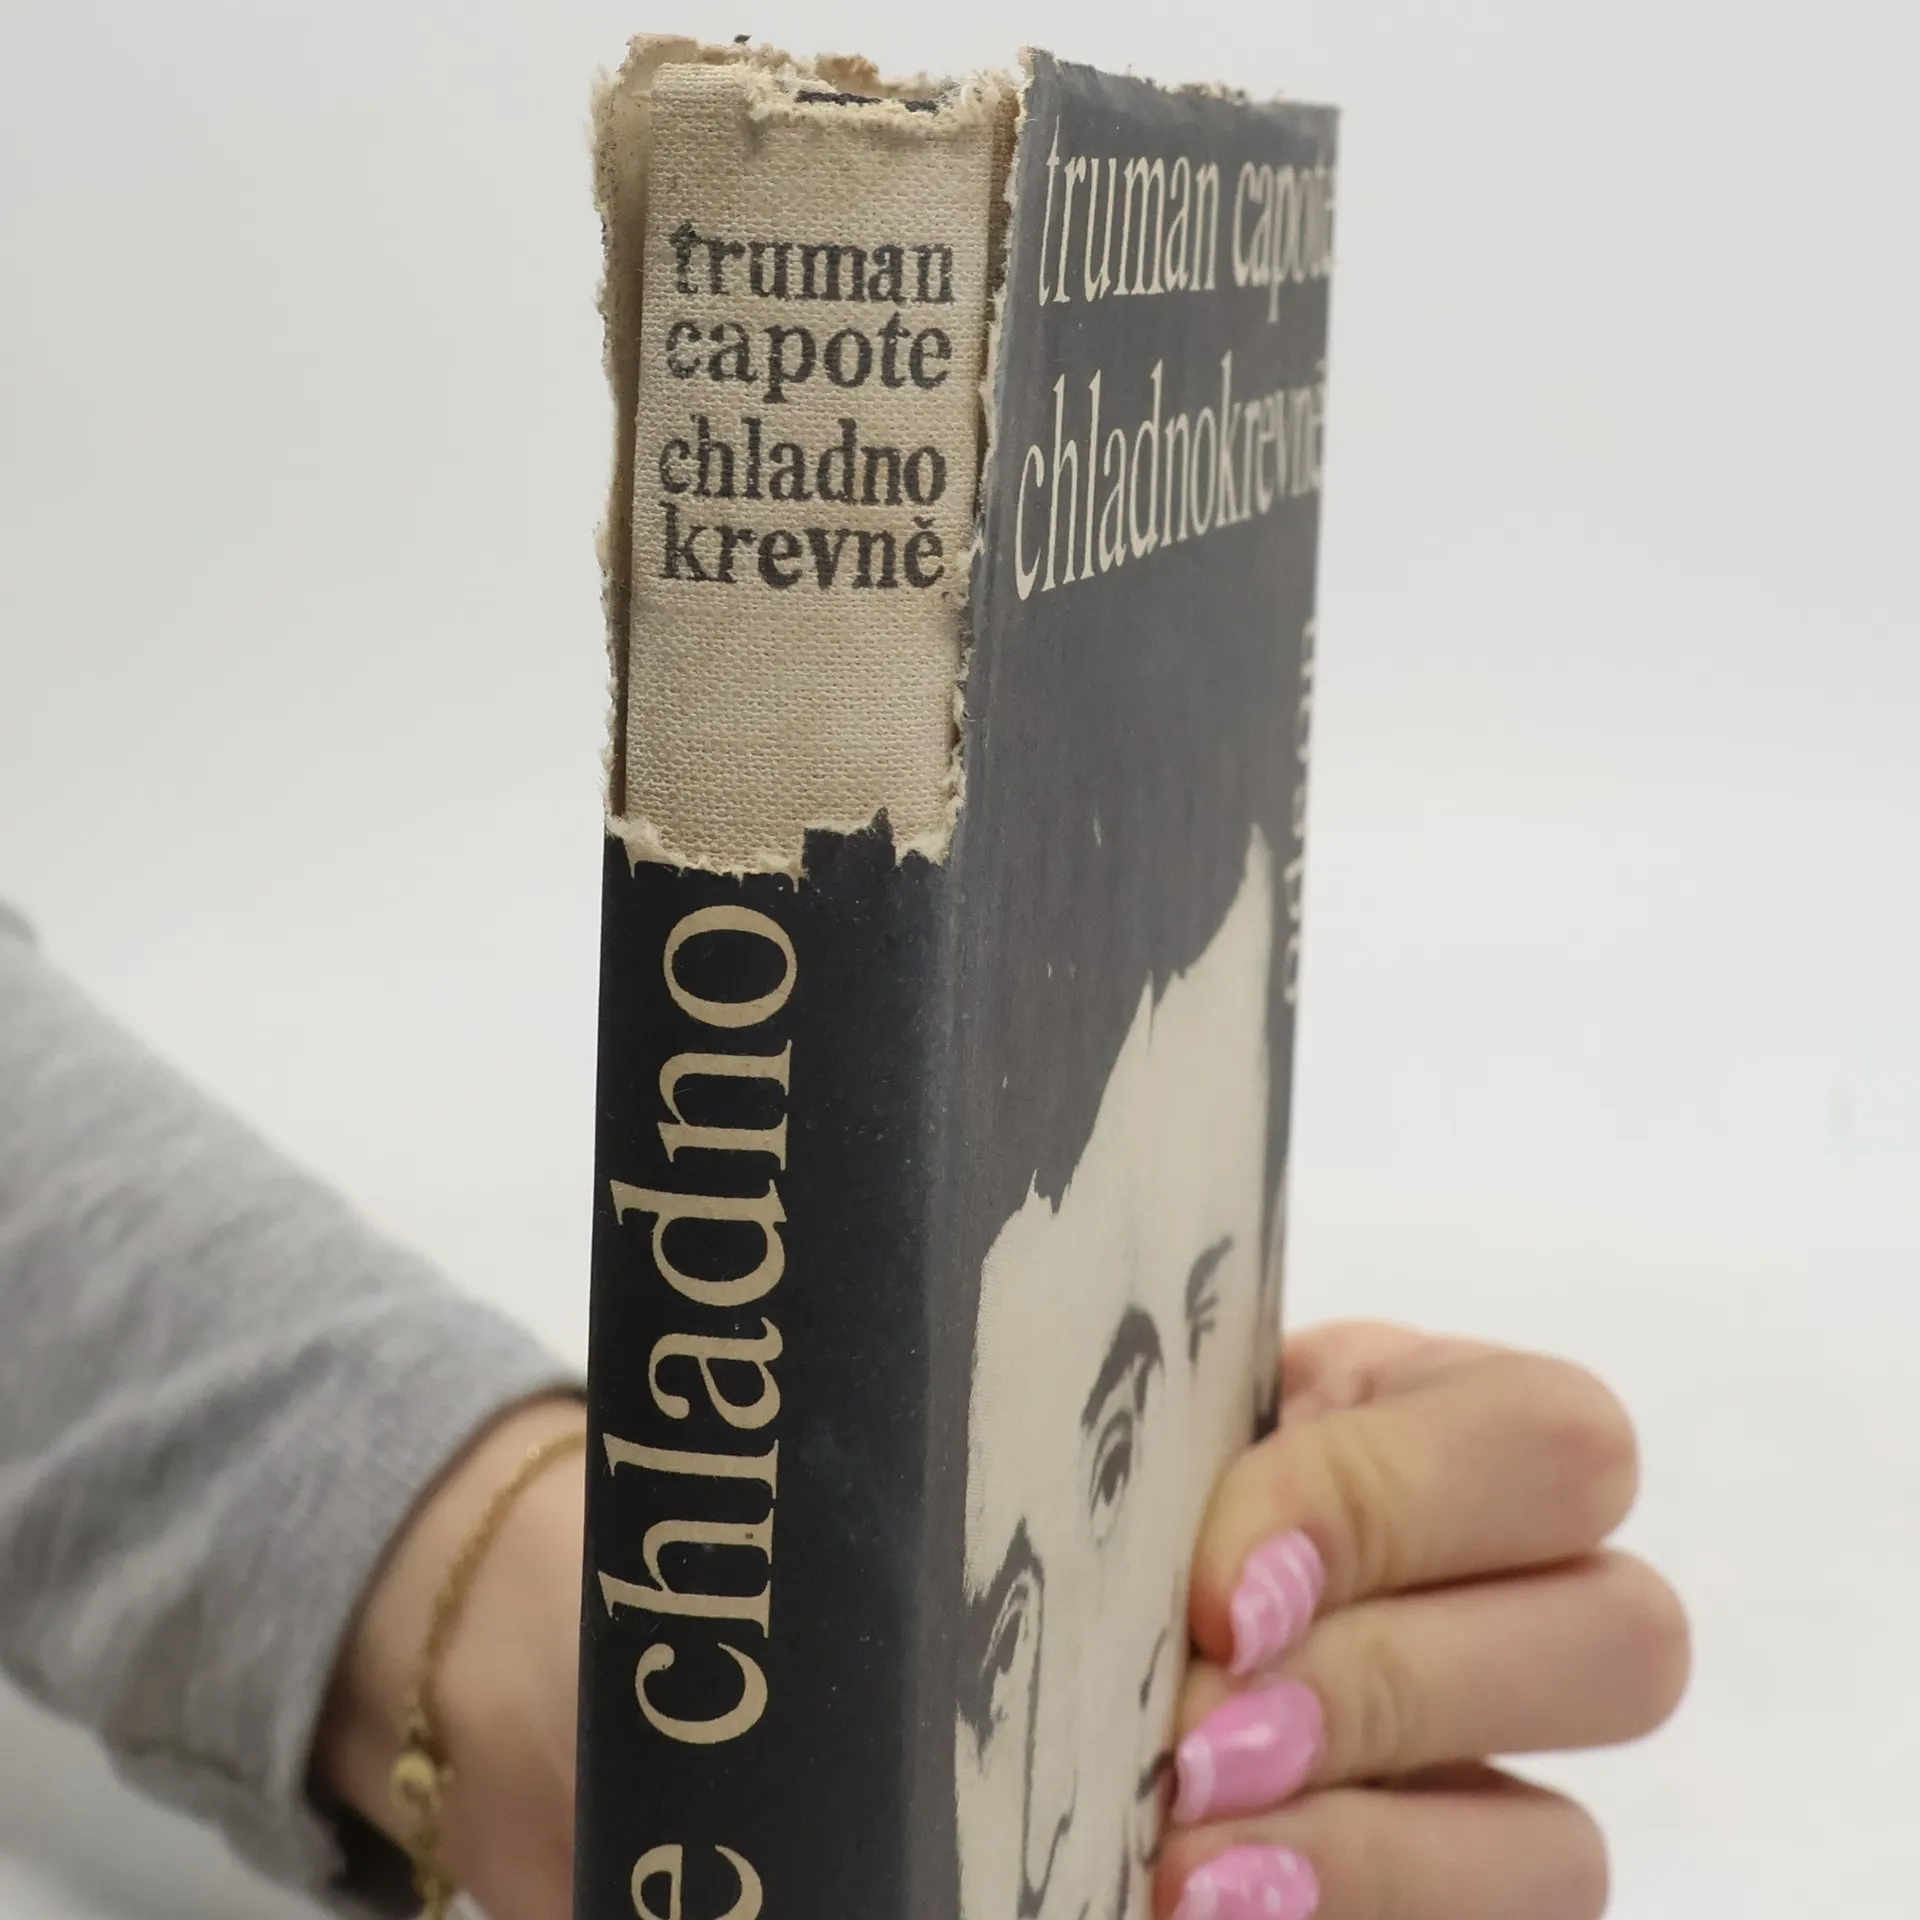 truman
capote
chladno
krevně
truman capote
chladnokrevně
e chladno